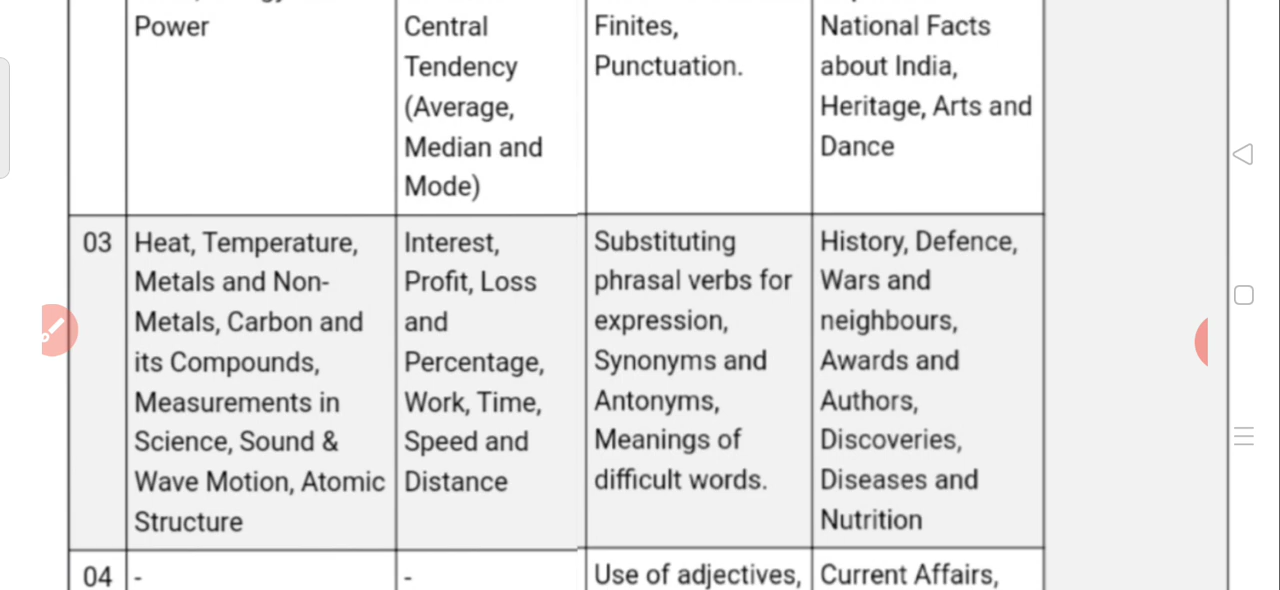 Power
Central
Tendency
(Average,
Median and
Mode)
Finites,
Punctuation.
National Facts
about India,
Heritage, Arts and
Dance
03
Heat, Temperature,
Metals and Non-
Metals, Carbon and
its Compounds,
Measurements in
Science, Sound &
Wave Motion, Atomic
Structure
Interest,
Profit, Loss
and
Percentage,
Work, Time,
Speed and
Distance
Substituting
phrasal verbs for
expression,
Synonyms and
Antonyms,
Meanings of
difficult words.
History, Defence,
Wars and
neighbours,
Awards and
Authors,
Discoveries,
Diseases and
Nutrition
04
-
-
Use of adjectives,
Current Affairs,